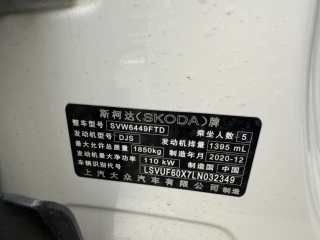 斯柯达(SKODA)牌
整车型号 SVW6449FTD 乘坐人数 5
发动机型号 DJS 发动机排量 1395 mL
最大允许总质量 1850kg 制造年月 2020-12
发动机最大净功率 110 kW 制造国 中国
车辆识别代号 LSVUF60X7LN032349
上汽大众汽车有限公司